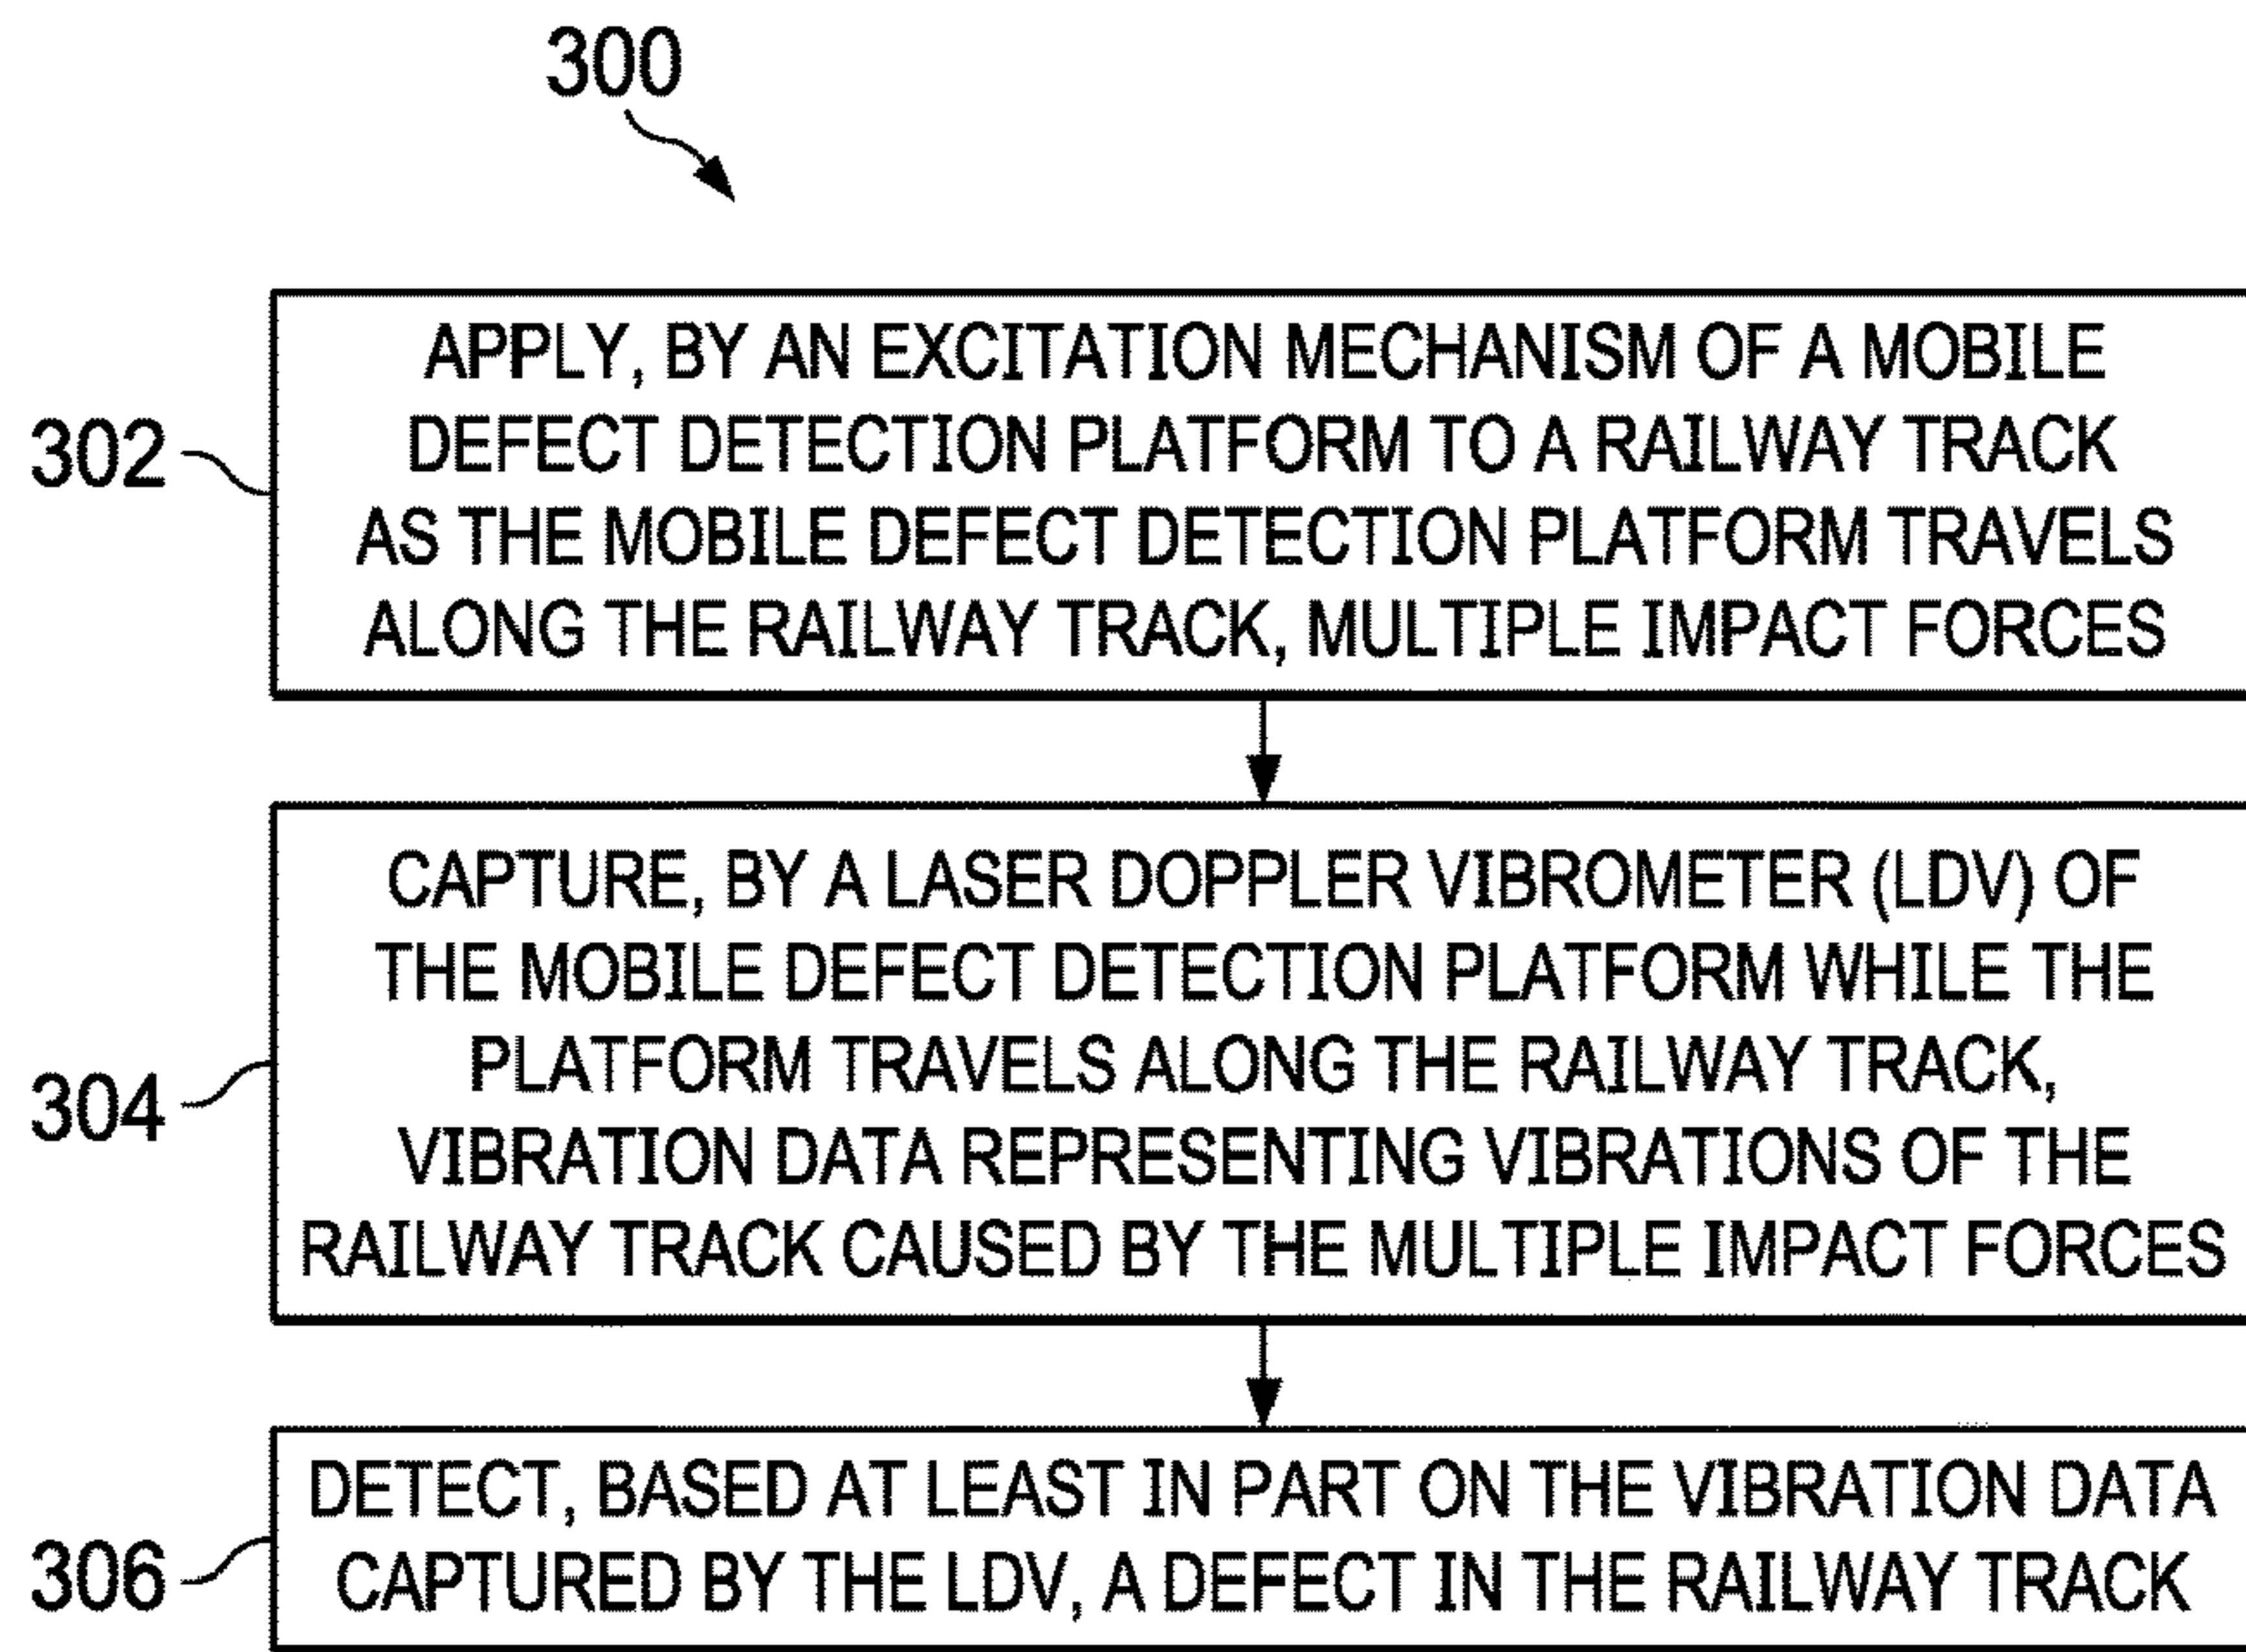 300
302
APPLY, BY AN EXCITATION MECHANISM OF A MOBILE
DEFECT DETECTION PLATFORM TO A RAILWAY TRACK
AS THE MOBILE DEFECT DETECTION PLATFORM TRAVELS
ALONG THE RAILWAY TRACK, MULTIPLE IMPACT FORCES
304
CAPTURE, BY A LASER DOPPLER VIBROMETER (LDV) OF
THE MOBILE DEFECT DETECTION PLATFORM WHILE THE
PLATFORM TRAVELS ALONG THE RAILWAY TRACK,
VIBRATION DATA REPRESENTING VIBRATIONS OF THE
RAILWAY TRACK CAUSED BY THE MULTIPLE IMPACT FORCES
306
DETECT, BASED AT LEAST IN PART ON THE VIBRATION DATA
CAPTURED BY THE LDV, A DEFECT IN THE RAILWAY TRACK